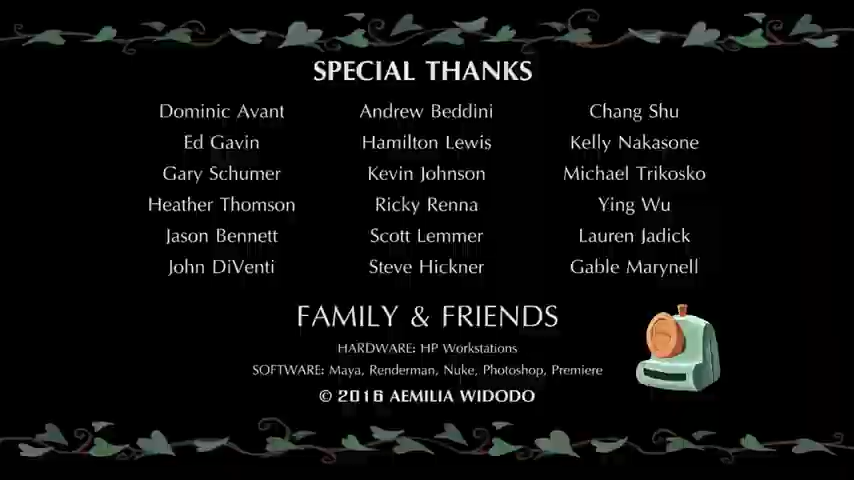 SPECIAL THANKS
Dominic Avant Andrew Beddini Chang Shu
Ed Gavin Hamilton Lewis Kelly Nakasone
Gary Schumer Kevin Johnson Michael Trikosko
Heather Thomson Ricky Renna Ying Wu
Jason Bennett Scott Lemmer Lauren Jadick
John DiVenti Steve Hickner Gable Marynell
FAMILY & FRIENDS
HARDWARE: HP Workstations
SOFTWARE: Maya, Renderman, Nuke, Photoshop, Premiere
© 2016 AEMILIA WIDODO